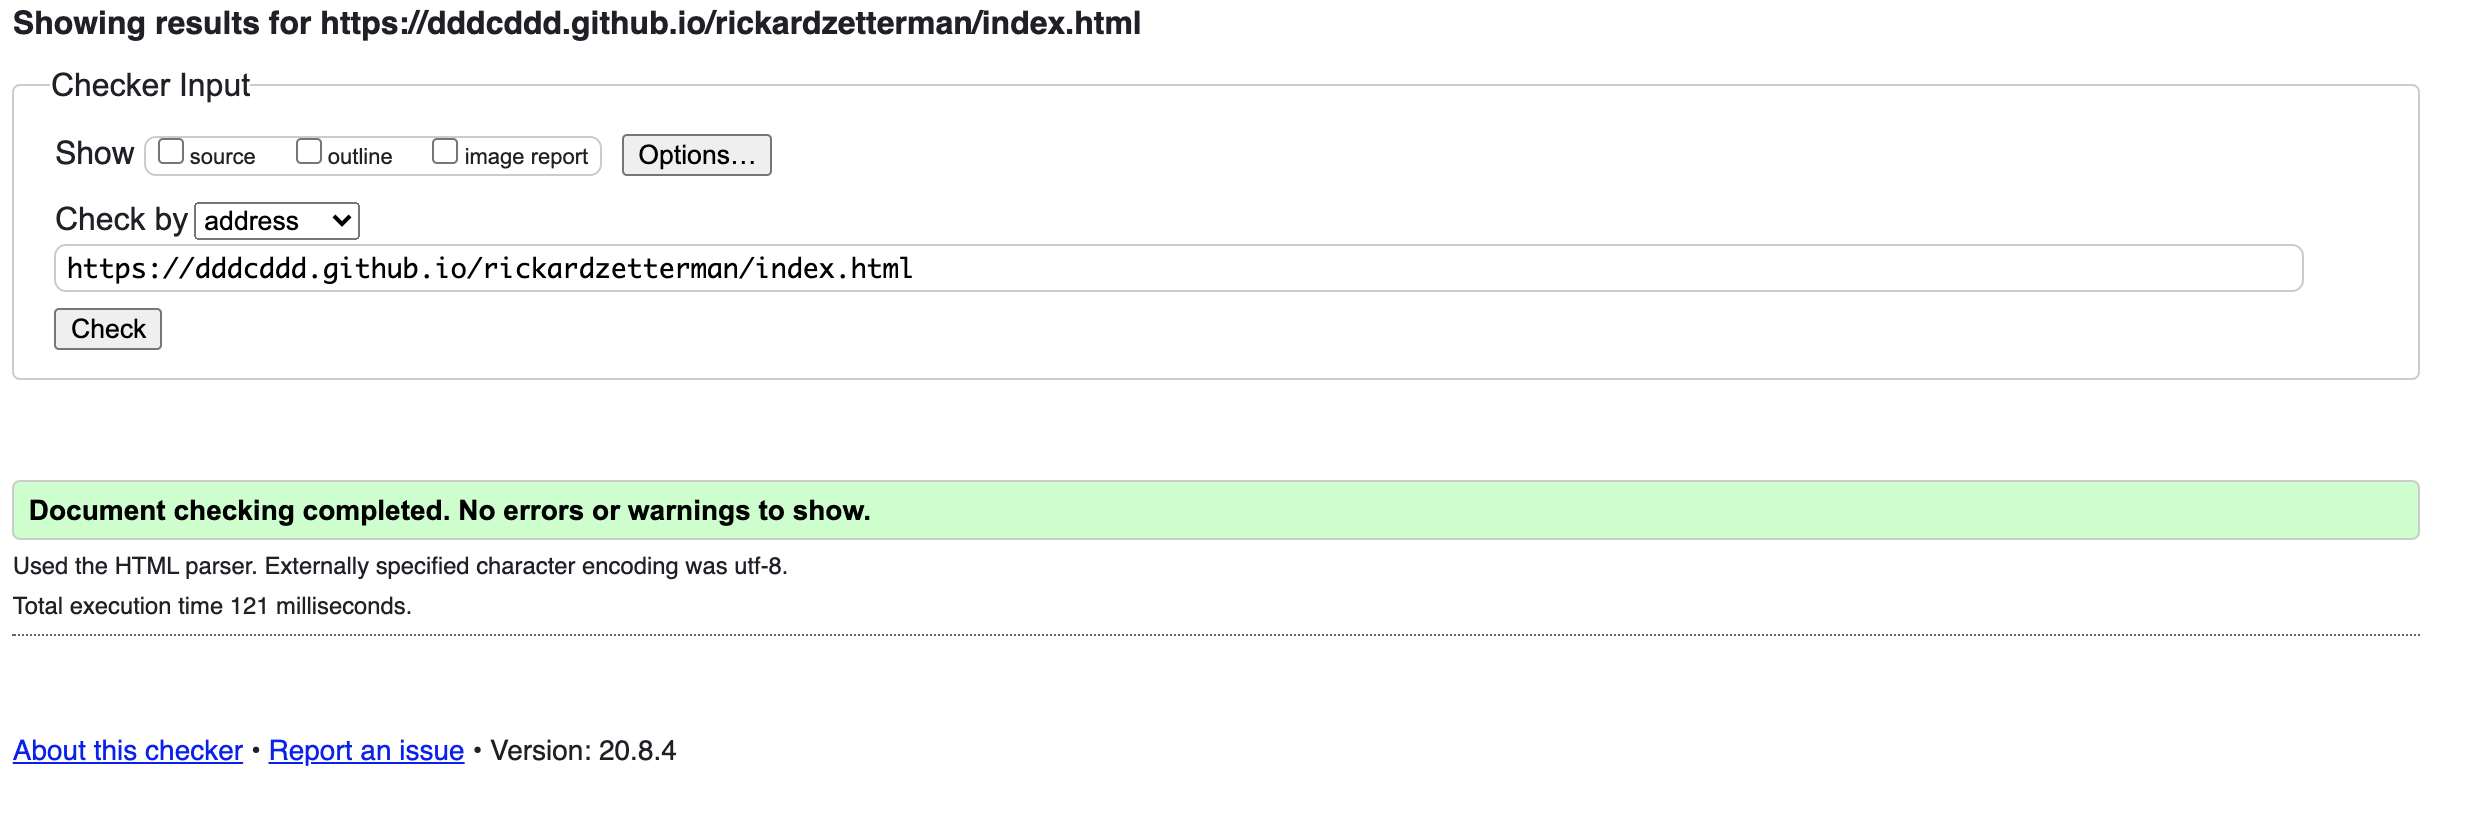 Showing results for https://dddcddd.github.io/rickardzetterman/index.html
Checker Input
Show source outline image report Options...
Check by address
https://dddcddd.github.io/rickardzetterman/index.html
Check
Document checking completed. No errors or warnings to show.
Used the HTML parser. Externally specified character encoding was utf-8.
Total execution time 121 milliseconds.
About this checker • Report an issue • Version: 20.8.4